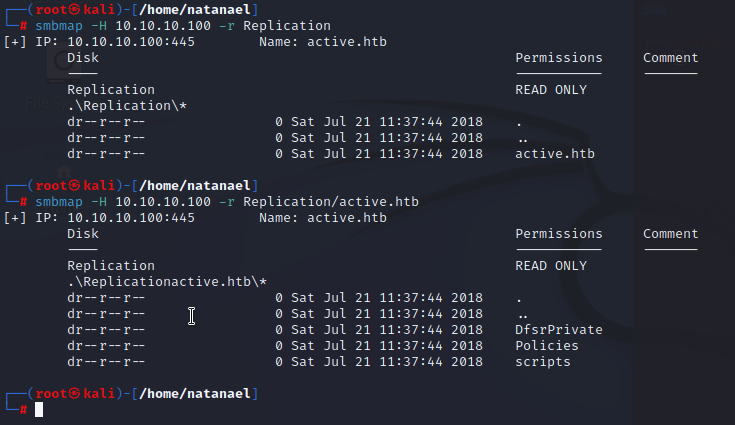 ┌──(root㉿kali)-[/home/natanael]
└─# smbmap -H 10.10.10.100 -r Replication
[+] IP: 10.10.10.100:445 Name: active.htb
Disk Permissions Comment
---- ----------- -------
Replication READ ONLY
.\Replication\*
dr--r--r-- 0 Sat Jul 21 11:37:44 2018 .
dr--r--r-- 0 Sat Jul 21 11:37:44 2018 ..
dr--r--r-- 0 Sat Jul 21 11:37:44 2018 active.htb
┌──(root㉿kali)-[/home/natanael]
└─# smbmap -H 10.10.10.100 -r Replication/active.htb
[+] IP: 10.10.10.100:445 Name: active.htb
Disk Permissions Comment
---- ----------- -------
Replication READ ONLY
.\Replicationactive.htb\*
dr--r--r-- 0 Sat Jul 21 11:37:44 2018 .
dr--r--r-- 0 Sat Jul 21 11:37:44 2018 ..
dr--r--r-- 0 Sat Jul 21 11:37:44 2018 DfsrPrivate
dr--r--r-- 0 Sat Jul 21 11:37:44 2018 Policies
dr--r--r-- 0 Sat Jul 21 11:37:44 2018 scripts
┌──(root㉿kali)-[/home/natanael]
└─#